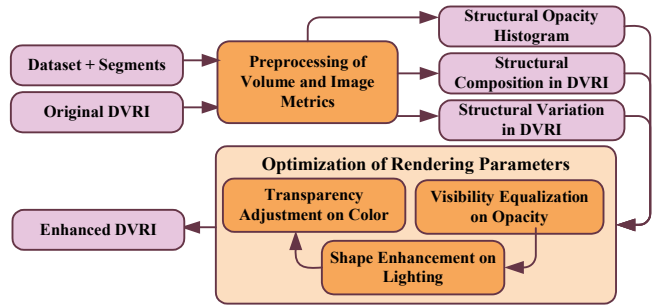 Structural Opacity
Histogram
Dataset + Segments
Preprocessing of
Volume and Image
Metrics
Structural
Composition in DVRI
Original DVRI
Structural Variation
in DVRI
Optimization of Rendering Parameters
Transparency
Adjustment on Color
Visibility Equalization
on Opacity
Enhanced DVRI
Shape Enhancement on
Lighting